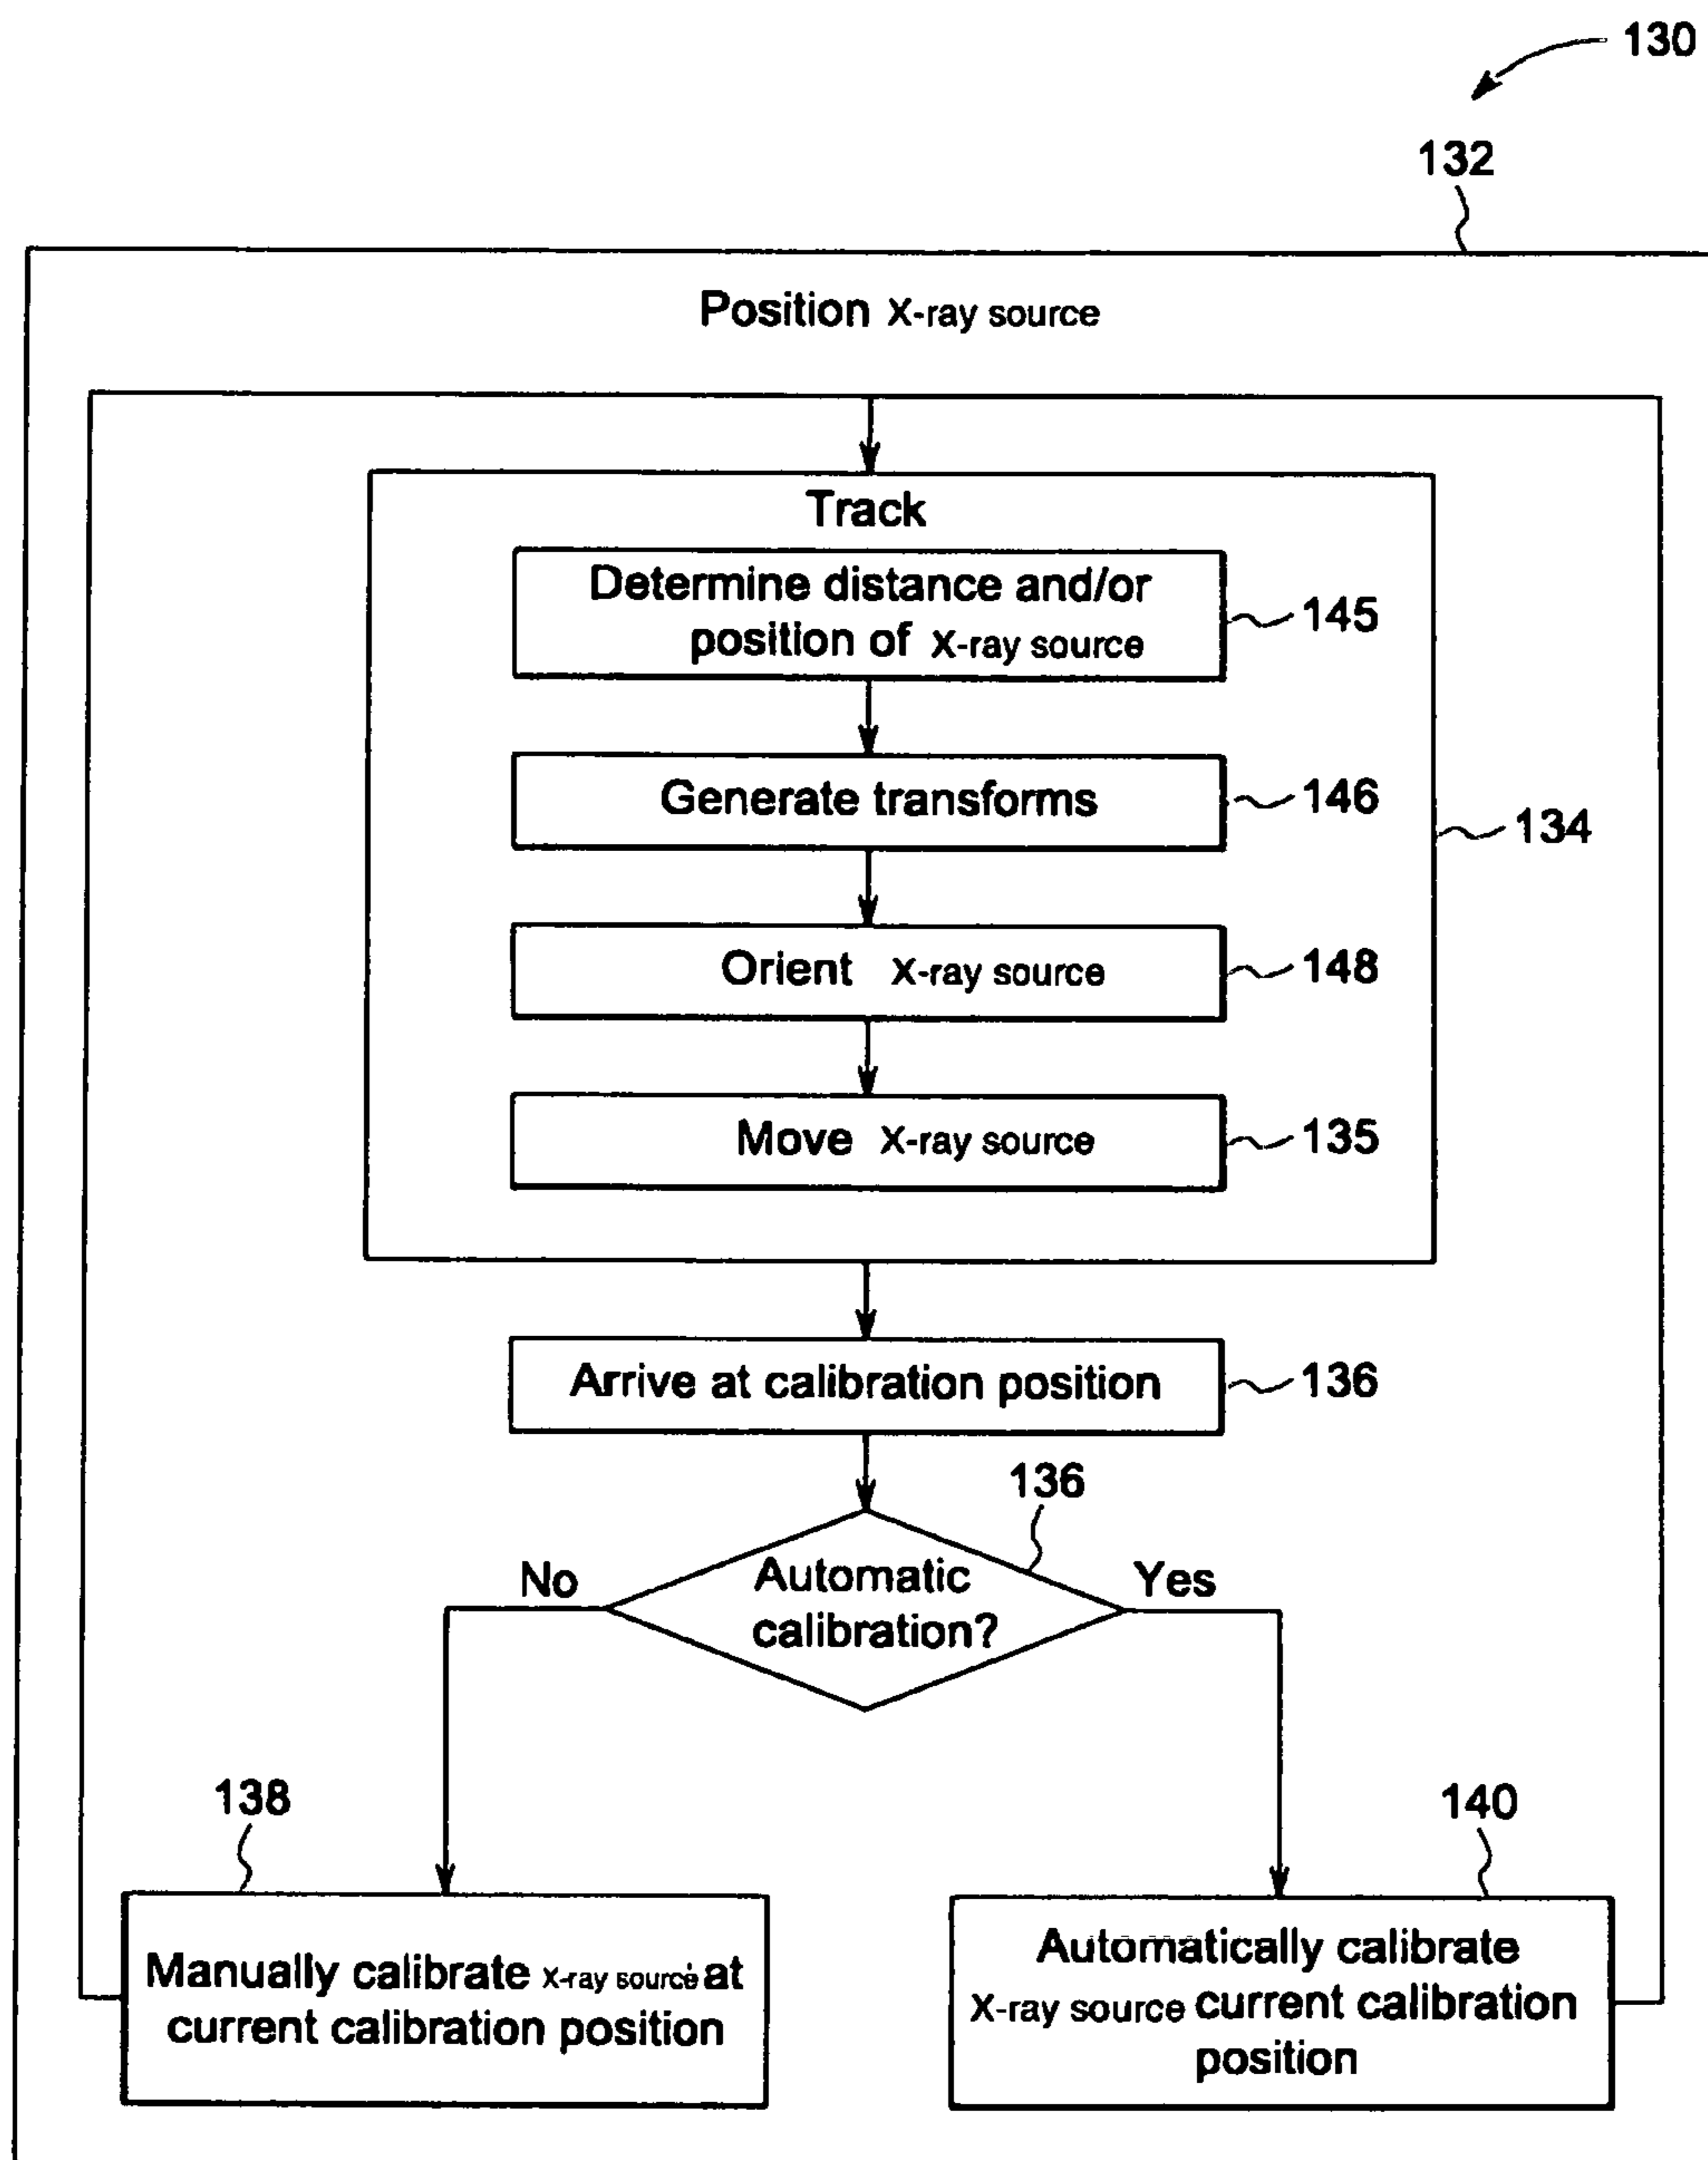 130
132
Position X-ray source
Track
Determine distance and/or
position of X-ray source
145
Generate transforms
146
134
Orient X-ray source
148
Move X-ray source
135
Arrive at calibration position
136
136
No
Automatic
calibration?
Yes
138
140
Manually calibrate X-ray source at
current calibration position
Automatically calibrate
X-ray source current calibration
position